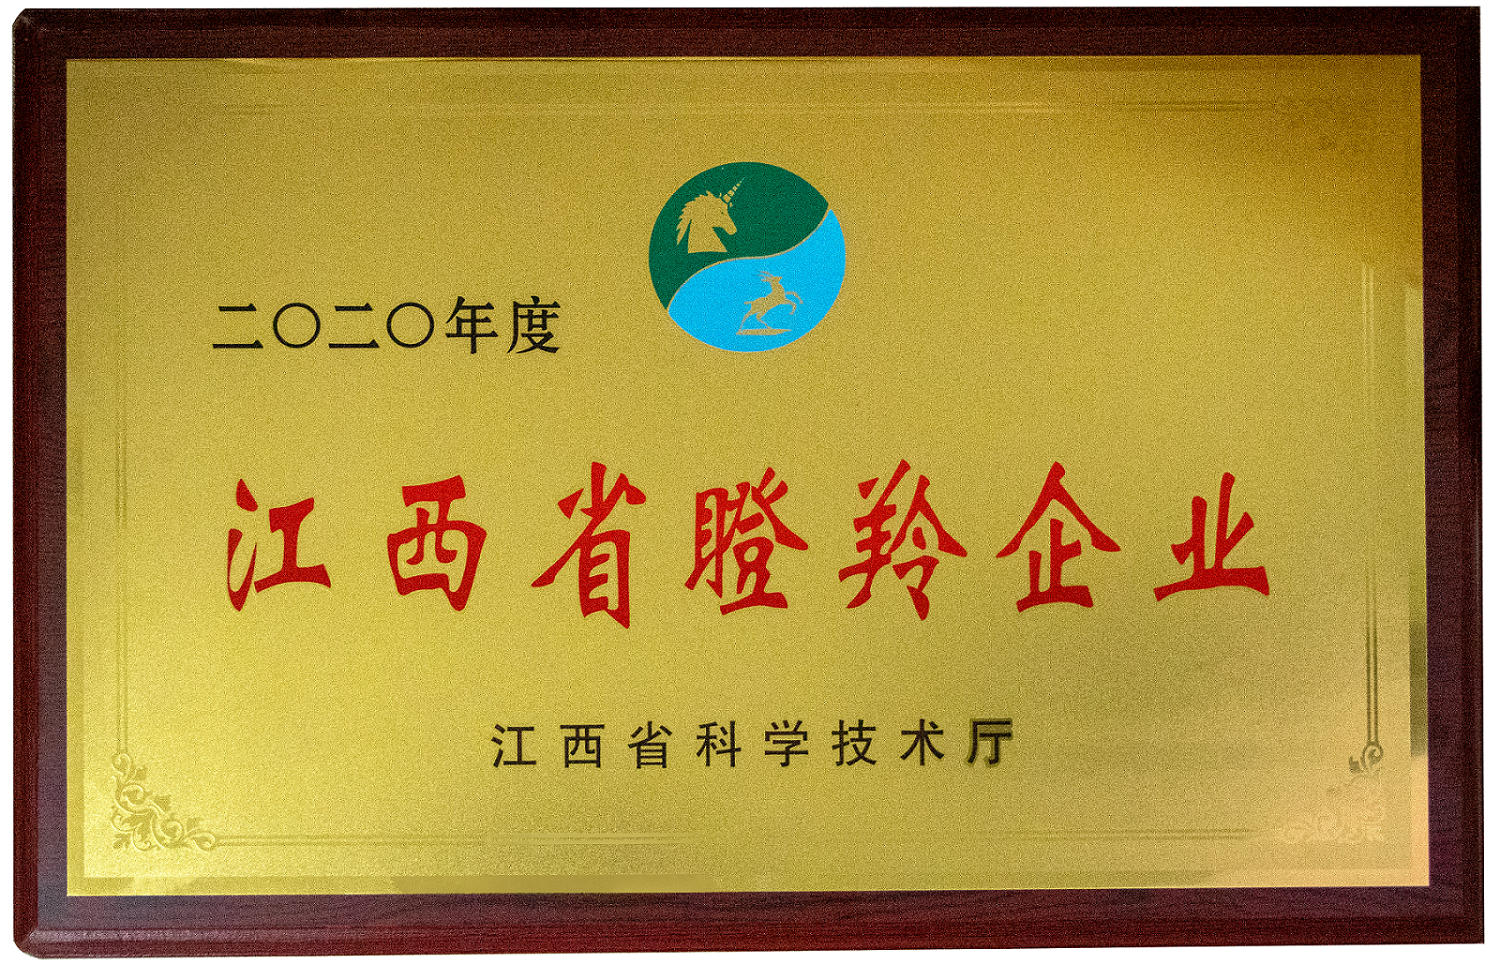 二〇二〇年度
江西省瞪羚企业
江西省科学技术厅